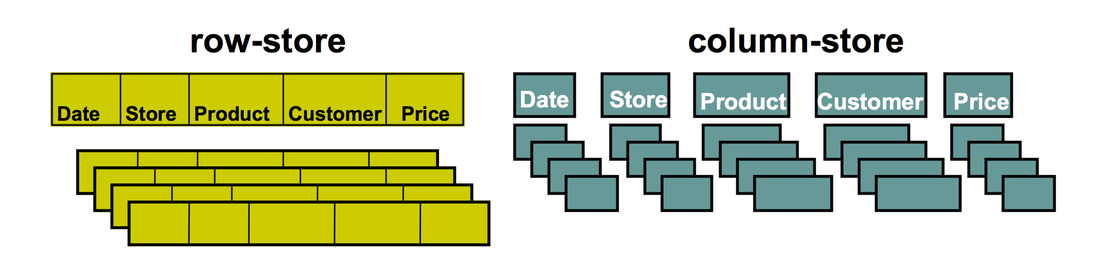 row-store
column-store
Date Store Product Customer Price
Date Store Product Customer Price